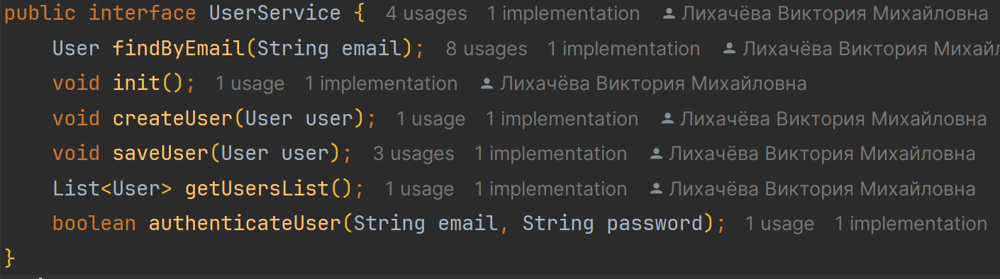 public interface UserService { 4 usages 1 implementation Лихачёва Виктория Михайловна
User findByEmail(String email); 8 usages 1 implementation Лихачёва Виктория Михай
void init(); 1 usage 1 implementation Лихачёва Виктория Михайловна
void createUser(User user); 1 usage 1 implementation Лихачёва Виктория Михайловна
void saveUser(User user); 3 usages 1 implementation Лихачёва Виктория Михайловна
List<User> getUsersList(); 1 usage 1 implementation Лихачёва Виктория Михайловна
boolean authenticateUser(String email, String password); 1 usage 1 implementation
}